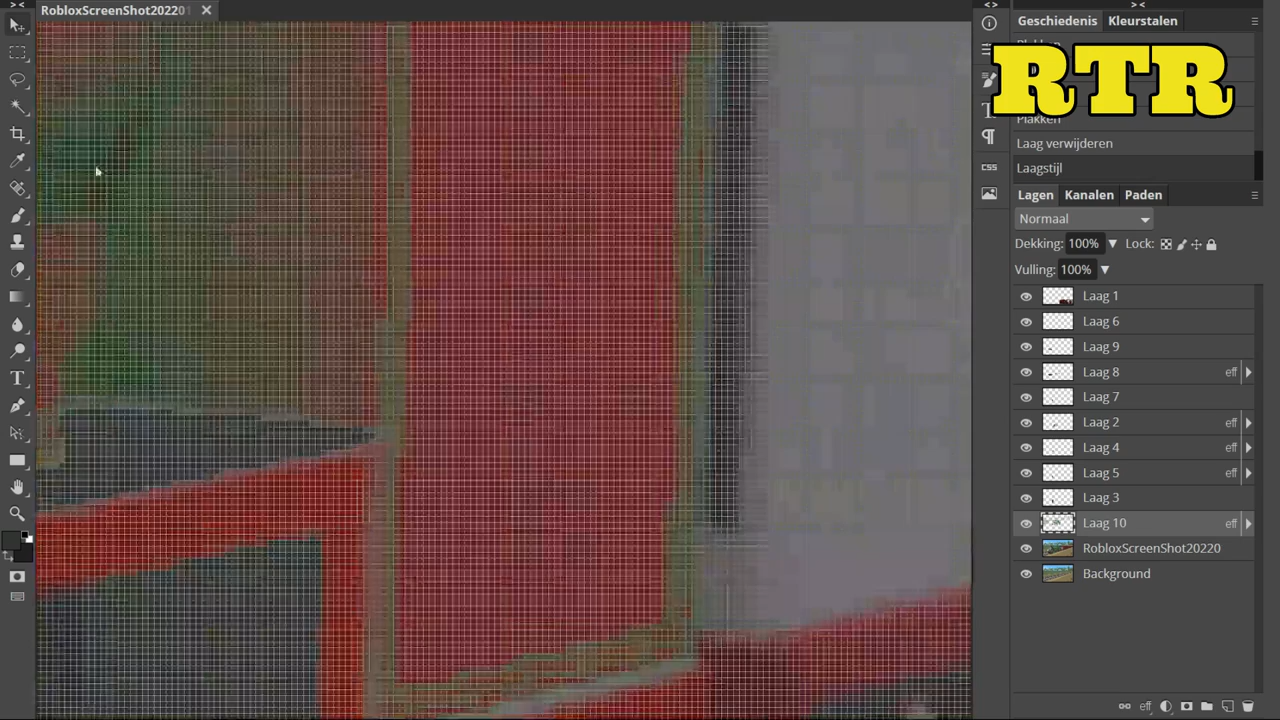 RobloxScreenShot202201
Geschiedenis Kleurstalen
RTR
Plakken
Laag verwijderen
Laagstijl
Lagen Kanalen Paden
Normaal
Dekking: 100% Lock:
Vulling: 100%
Laag 1
Laag 6
Laag 9
Laag 8 eff
Laag 7
Laag 2 eff
Laag 4 eff
Laag 5 eff
Laag 3
Laag 10 eff
RobloxScreenShot20220
Background
CSS
eff